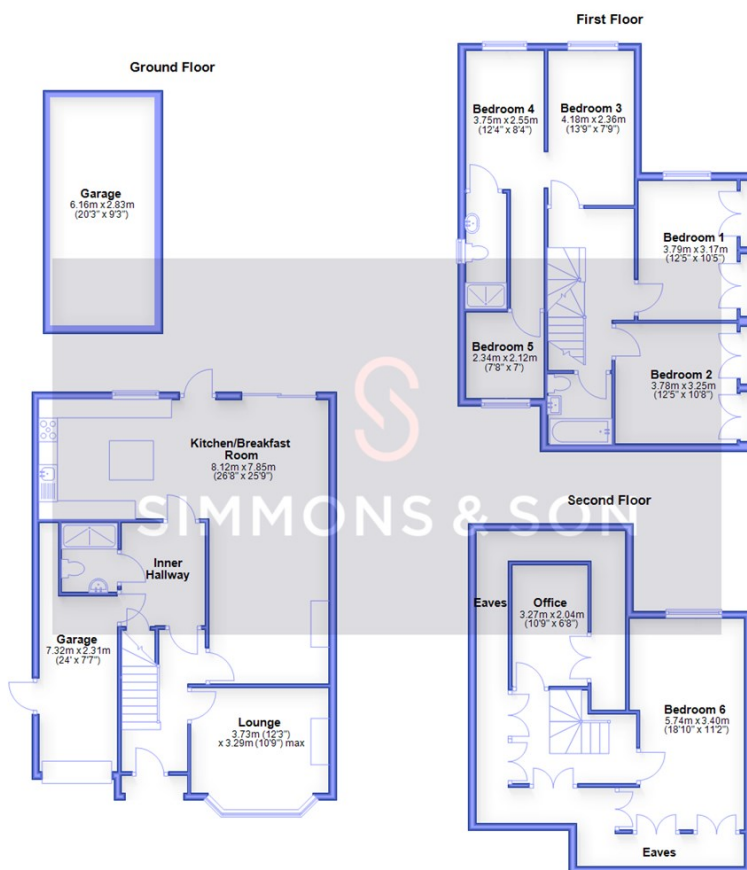 Ground Floor
Garage
6.16m x 2.83m
(20'3" x 9'3")
Kitchen/Breakfast
Room
8.12m x 7.85m
(26'8" x 25'9")
Inner
Hallway
Garage
7.32m x 2.31m
(24' x 7'7")
Lounge
3.73m (12'3")
x 3.29m (10'9") max
First Floor
Bedroom 4
3.75m x 2.55m
(12'4" x 8'4")
Bedroom 3
4.18m x 2.36m
(13'9" x 7'9")
Bedroom 1
3.79m x 3.17m
(12'5" x 10'5")
Bedroom 5
2.34m x 2.12m
(7'8" x 7')
Bedroom 2
3.78m x 3.25m
(12'5" x 10'8")
SIMMONS & SON
Second Floor
Eaves
Office
3.27m x 2.04m
(10'9" x 6'8")
Bedroom 6
5.74m x 3.40m
(18'10" x 11'2")
Eaves